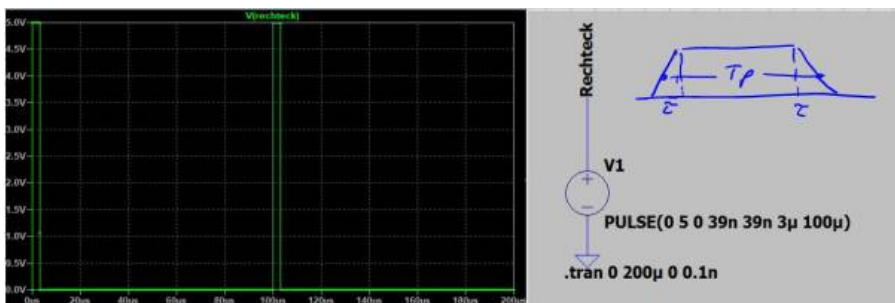 V(rechteck)
5.0V
4.5V
4.0V
3.5V
3.0V
2.5V
2.0V
1.5V
1.0V
0.5V
0.0V
0µs 20µs 40µs 60µs 80µs 100µs 120µs 140µs 160µs 180µs 200µs
Rechteck
Tp
τ τ
V1
PULSE(0 5 0 39n 39n 3µ 100µ)
.tran 0 200µ 0 0.1n